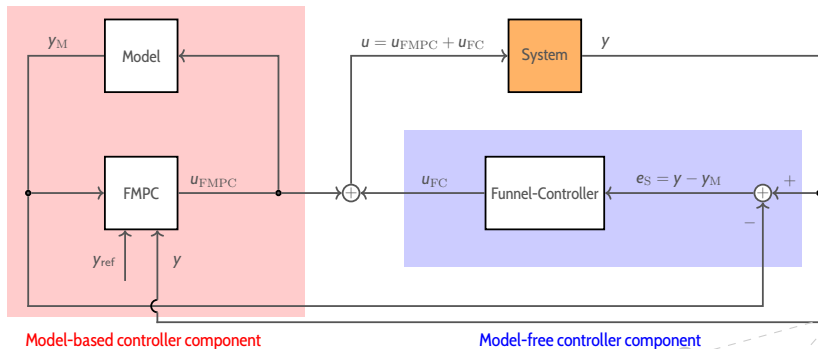 y_M
Model
u = u_FMPC + u_FC
System
y
FMPC
u_FMPC
+
u_FC
Funnel-Controller
e_S = y − y_M
+
+
−
y_ref
y
Model-based controller component
Model-free controller component